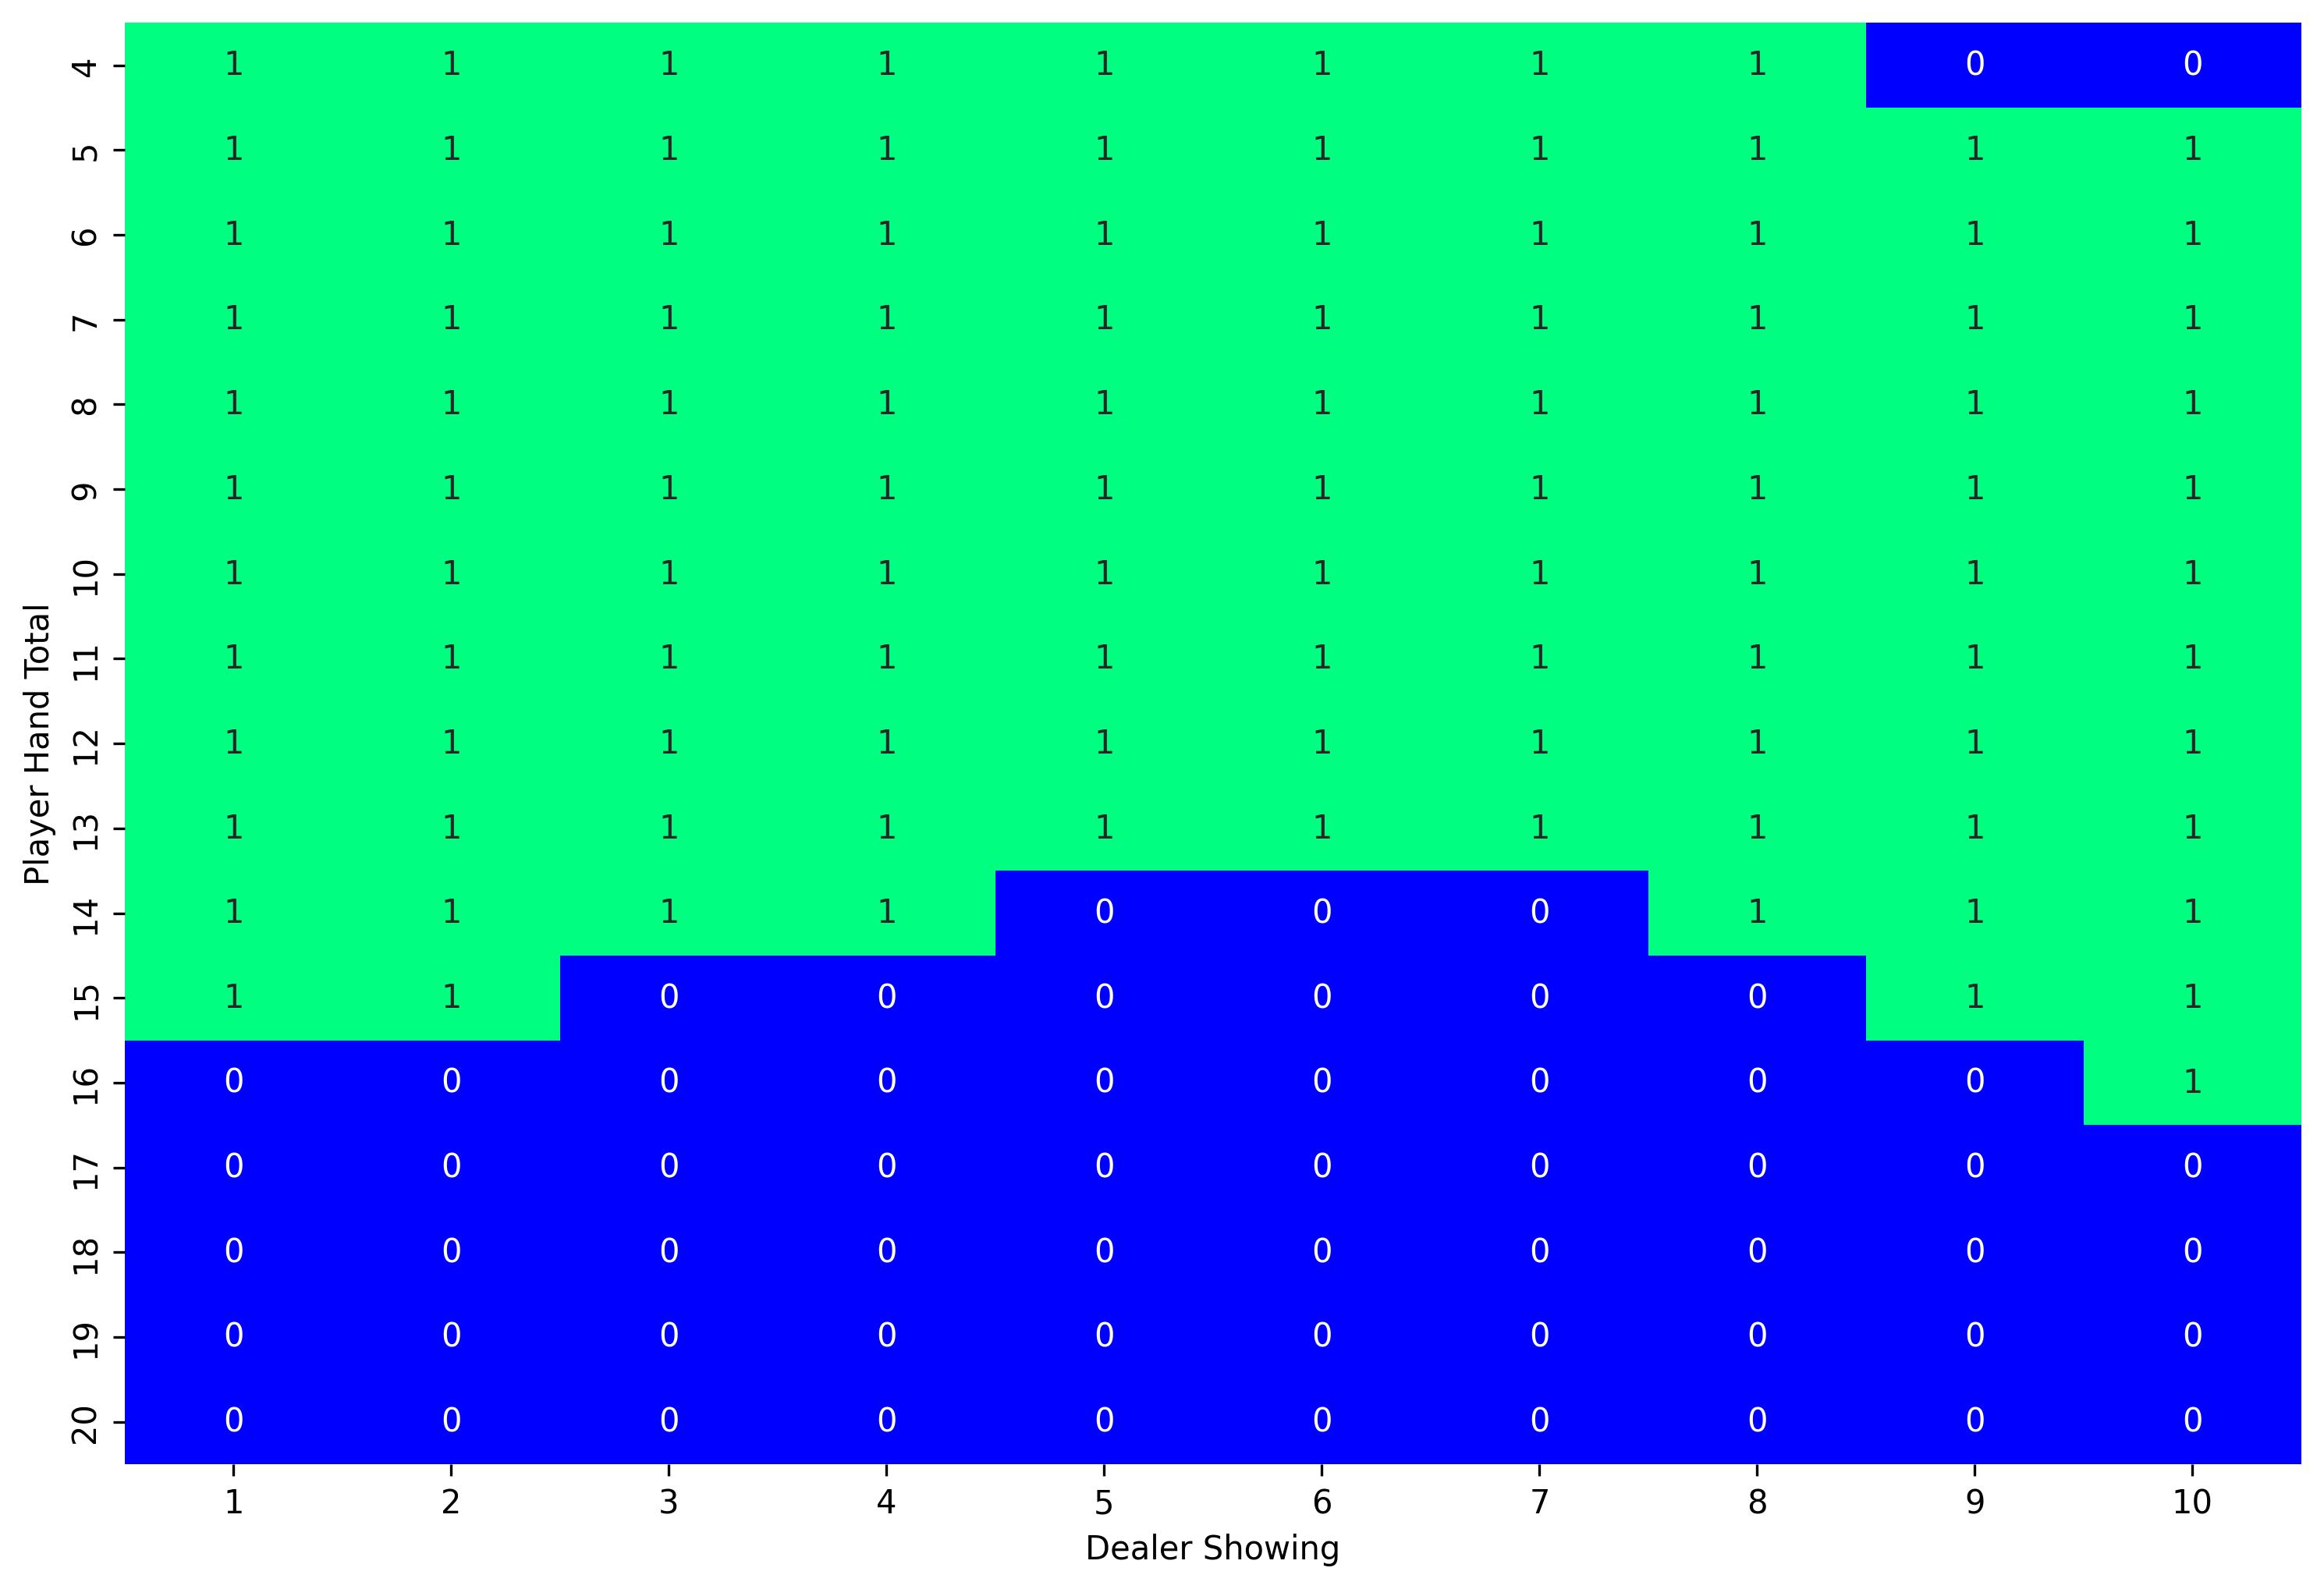 4 1 1 1 1 1 1 1 1 0 0
5 1 1 1 1 1 1 1 1 1 1
6 1 1 1 1 1 1 1 1 1 1
7 1 1 1 1 1 1 1 1 1 1
8 1 1 1 1 1 1 1 1 1 1
9 1 1 1 1 1 1 1 1 1 1
10 1 1 1 1 1 1 1 1 1 1
11 1 1 1 1 1 1 1 1 1 1
12 1 1 1 1 1 1 1 1 1 1
13 1 1 1 1 1 1 1 1 1 1
14 1 1 1 1 0 0 0 1 1 1
15 1 1 0 0 0 0 0 0 1 1
16 0 0 0 0 0 0 0 0 0 1
17 0 0 0 0 0 0 0 0 0 0
18 0 0 0 0 0 0 0 0 0 0
19 0 0 0 0 0 0 0 0 0 0
20 0 0 0 0 0 0 0 0 0 0
1 2 3 4 5 6 7 8 9 10
Dealer Showing
Player Hand Total